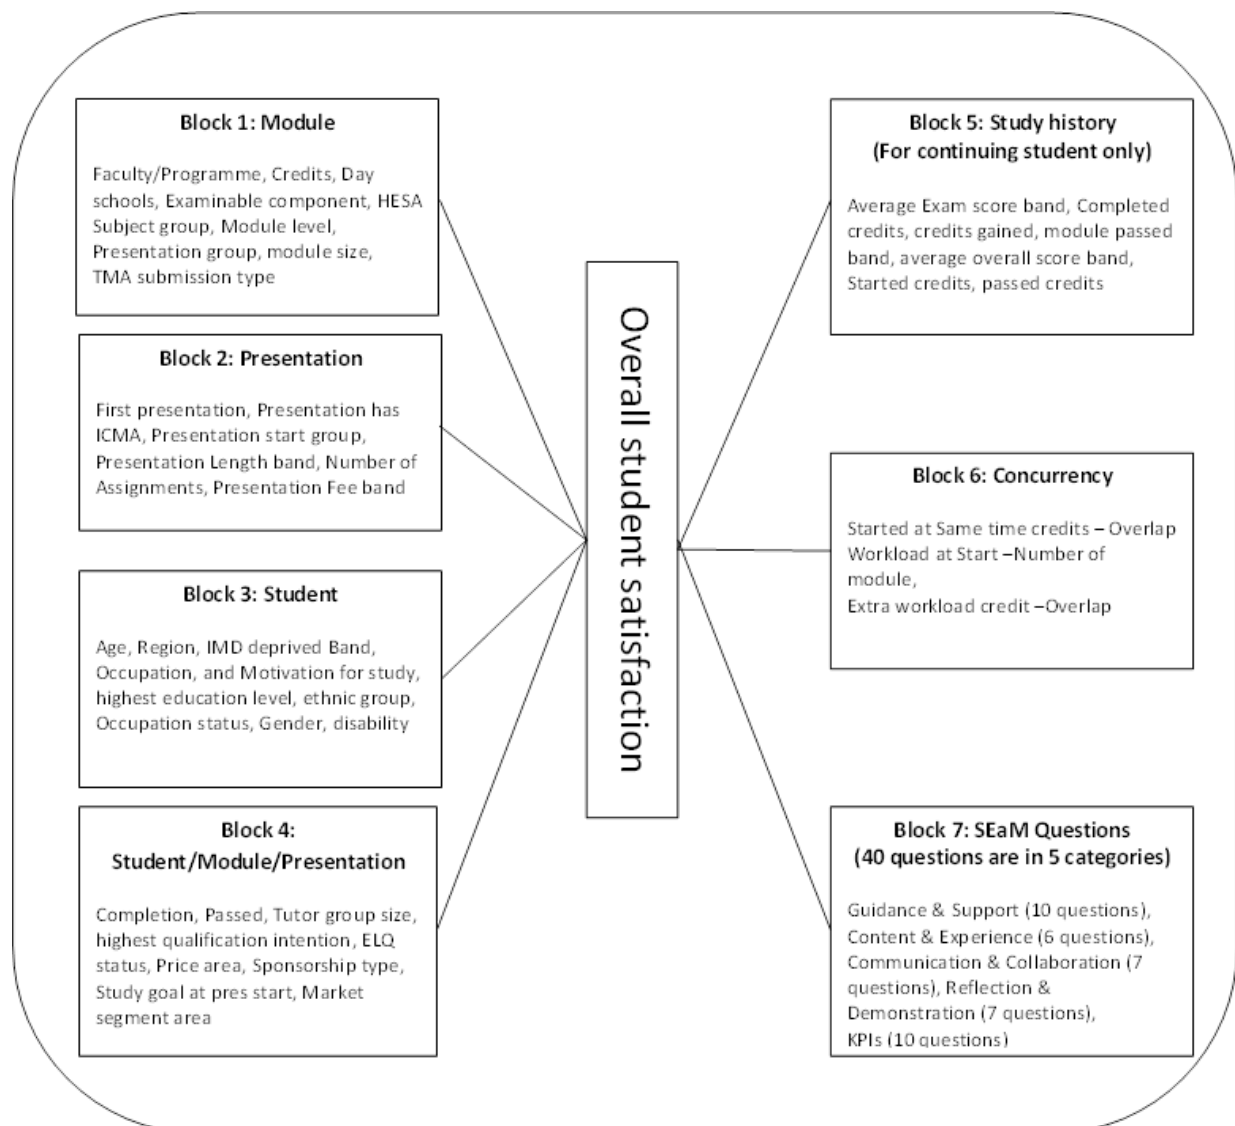 Block 1: Module
Faculty/Programme, Credits, Day
schools, Examinable component, HESA
Subject group, Module level,
Presentation group, module size,
TMA submission type
Block 2: Presentation
First presentation, Presentation has
ICMA, Presentation start group,
Presentation Length band, Number of
Assignments, Presentation Fee band
Block 3: Student
Age, Region, IMD deprived Band,
Occupation, and Motivation for study,
highest education level, ethnic group,
Occupation status, Gender, disability
Block 4:
Student/Module/Presentation
Completion, Passed, Tutor group size,
highest qualification intention, ELQ
status, Price area, Sponsorship type,
Study goal at pres start, Market
segment area
Overall student satisfaction
Block 5: Study history
(For continuing student only)
Average Exam score band, Completed
credits, credits gained, module passed
band, average overall score band,
Started credits, passed credits
Block 6: Concurrency
Started at Same time credits – Overlap
Workload at Start –Number of
module,
Extra workload credit –Overlap
Block 7: SEaM Questions
(40 questions are in 5 categories)
Guidance & Support (10 questions),
Content & Experience (6 questions),
Communication & Collaboration (7
questions), Reflection &
Demonstration (7 questions),
KPIs (10 questions)